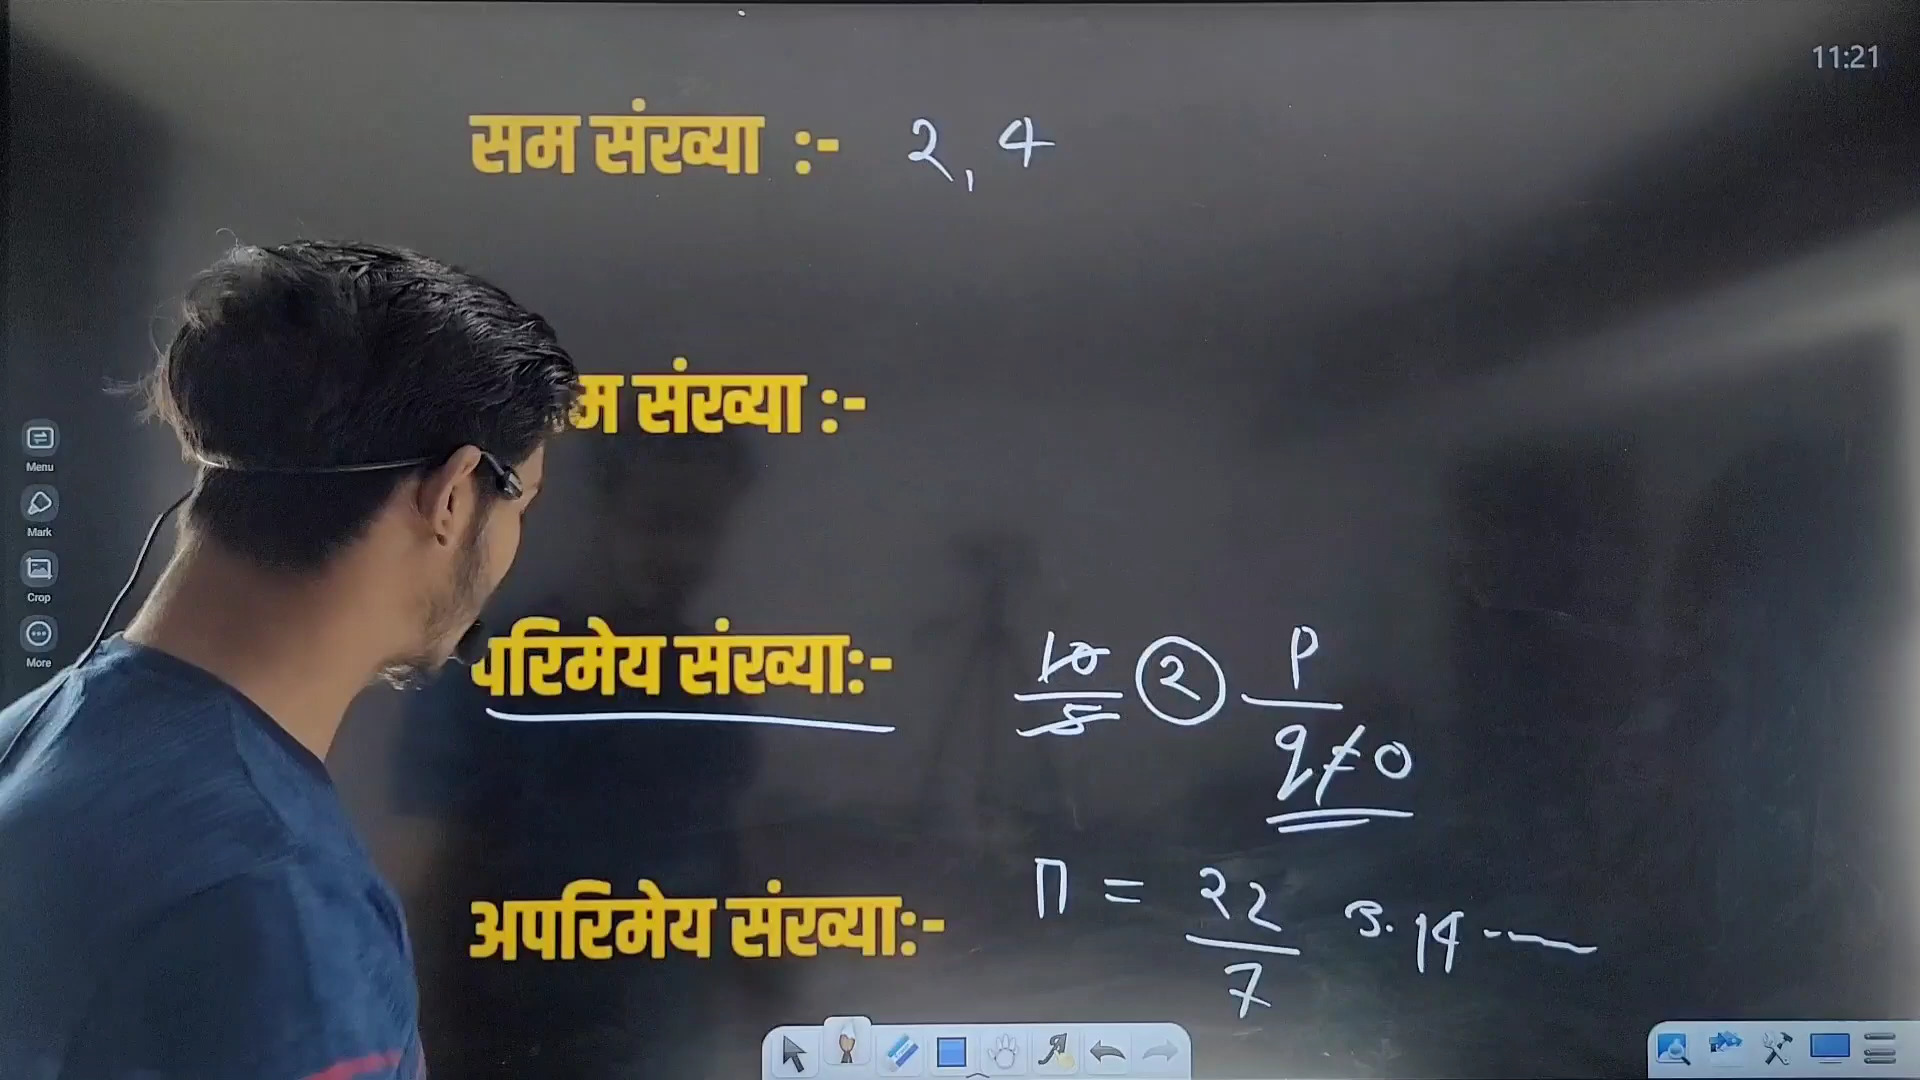 11:21
सम संख्या :- 2, 4
म संख्या :-
Menu
Mark
Crop
More
परिमेय संख्या:- 10/5 2 p/q≠0
अपरिमेय संख्या:- π = 22/7 3.14----